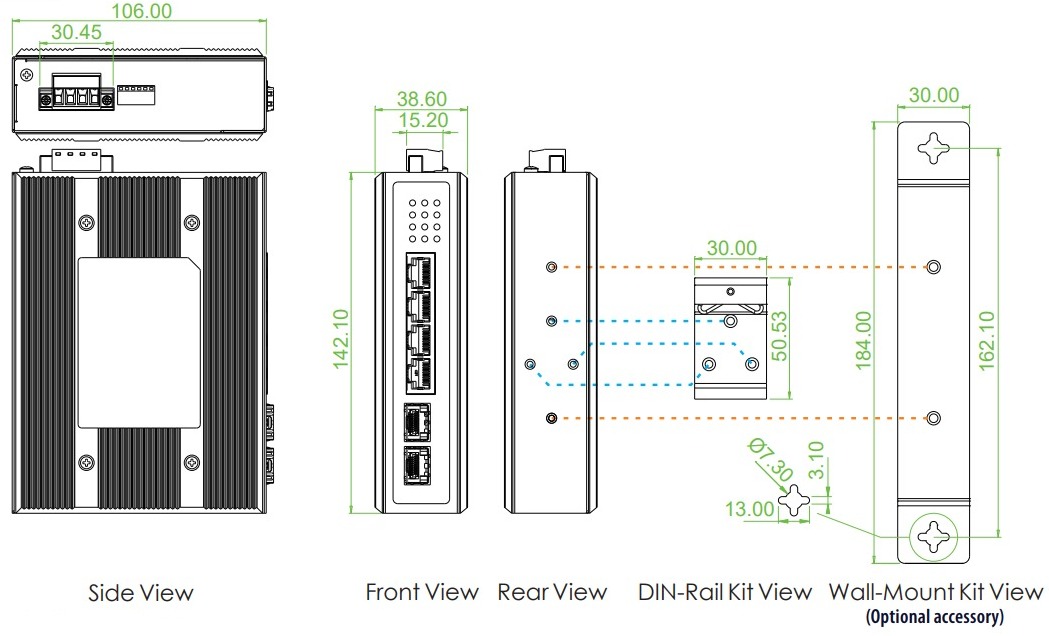 106.00
30.45
38.60
15.20
30.00
142.10
30.00
50.53
184.00
162.10
Ø7.30
3.10
13.00
Side View
Front View
Rear View
DIN-Rail Kit View
Wall-Mount Kit View
(Optional accessory)